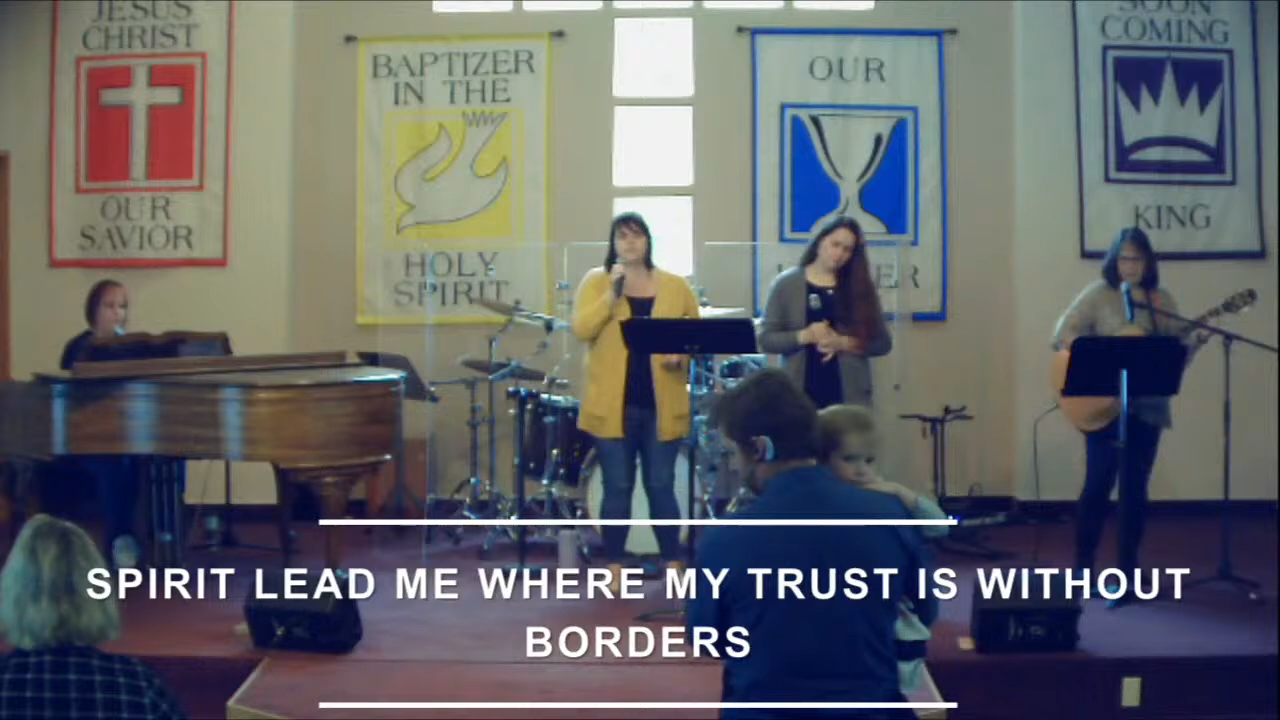 JESUS
CHRIST
OUR
SAVIOR
BAPTIZER
IN THE
HOLY
SPIRIT
OUR
COMING
KING
SPIRIT LEAD ME WHERE MY TRUST IS WITHOUT
BORDERS